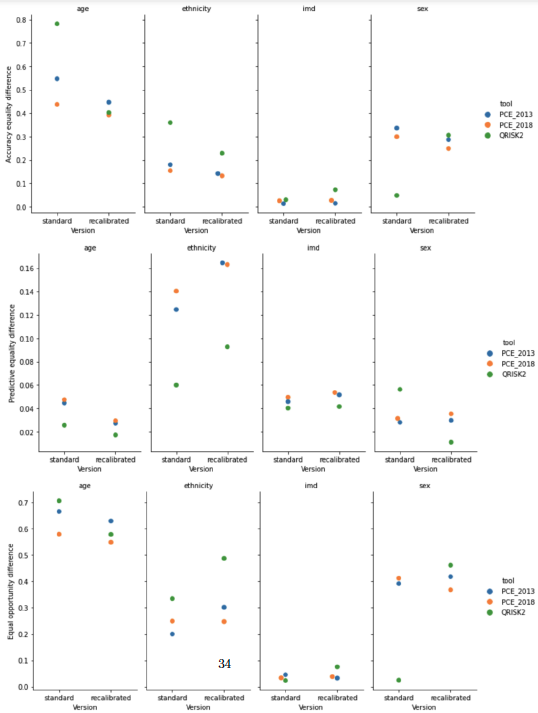 age ethnicity imd sex
0.8
0.7
0.6
0.5
0.4
0.3
0.2
0.1
0.0
Accuracy equality difference
tool
PCE_2013
PCE_2018
QRISK2
standard recalibrated standard recalibrated standard recalibrated standard recalibrated
Version Version Version Version
age ethnicity imd sex
0.16
0.14
0.12
0.10
0.08
0.06
0.04
0.02
Predictive equality difference
tool
PCE_2013
PCE_2018
QRISK2
standard recalibrated standard recalibrated standard recalibrated standard recalibrated
Version Version Version Version
age ethnicity imd sex
0.7
0.6
0.5
0.4
0.3
0.2
0.1
0.0
Equal opportunity difference
tool
PCE_2013
PCE_2018
QRISK2
34
standard recalibrated standard recalibrated standard recalibrated standard recalibrated
Version Version Version Version